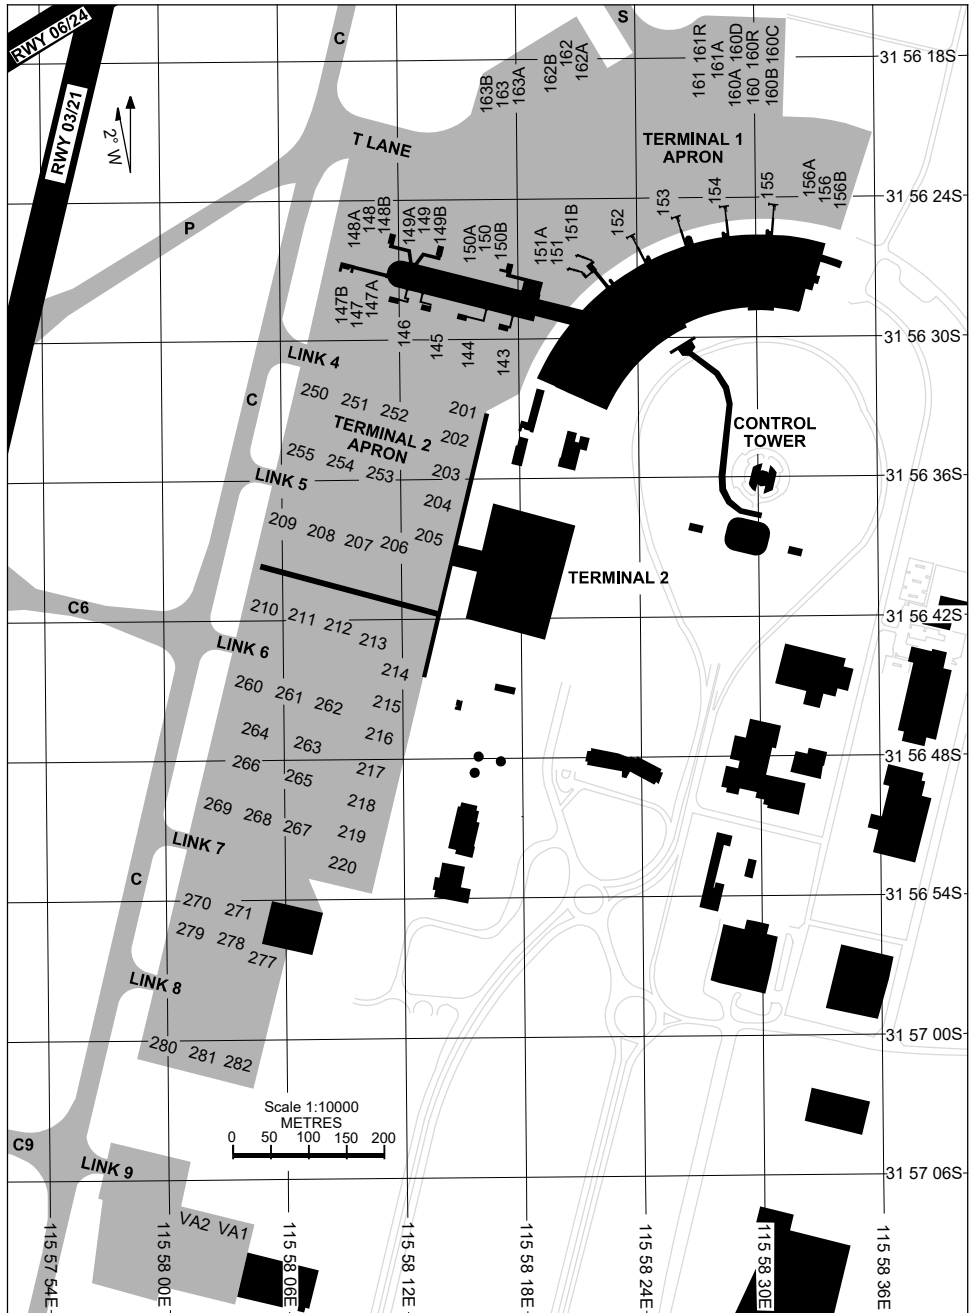 RWY 06/24
RWY 03/21
2° W
C
S
T LANE
P
163B
163
163A
162B
162
162A
161
161R
161A
160A
160D
160
160R
160B
160C
31 56 18S
TERMINAL 1
APRON
31 56 24S
148A
148
148B
149A
149
149B
150A
150
150B
151A
151
151B
152
153
154
155
156A
156
156B
147B
147
147A
146
145
144
143
31 56 30S
LINK 4
C
250
251
252
201
TERMINAL 2
APRON
202
CONTROL
TOWER
255
254
253
203
31 56 36S
LINK 5
204
209
208
207
206
205
TERMINAL 2
C6
210
211
212
213
31 56 42S
LINK 6
214
260
261
262
215
264
263
216
31 56 48S
266
265
217
269
268
267
218
219
LINK 7
220
C
31 56 54S
270
271
279
278
277
LINK 8
280
281
282
31 57 00S
Scale 1:10000
METRES
0 50 100 150 200
C9
LINK 9
31 57 06S
VA2 VA1
115 57 54E
115 58 00E
115 58 06E
115 58 12E
115 58 18E
115 58 24E
115 58 30E
115 58 36E